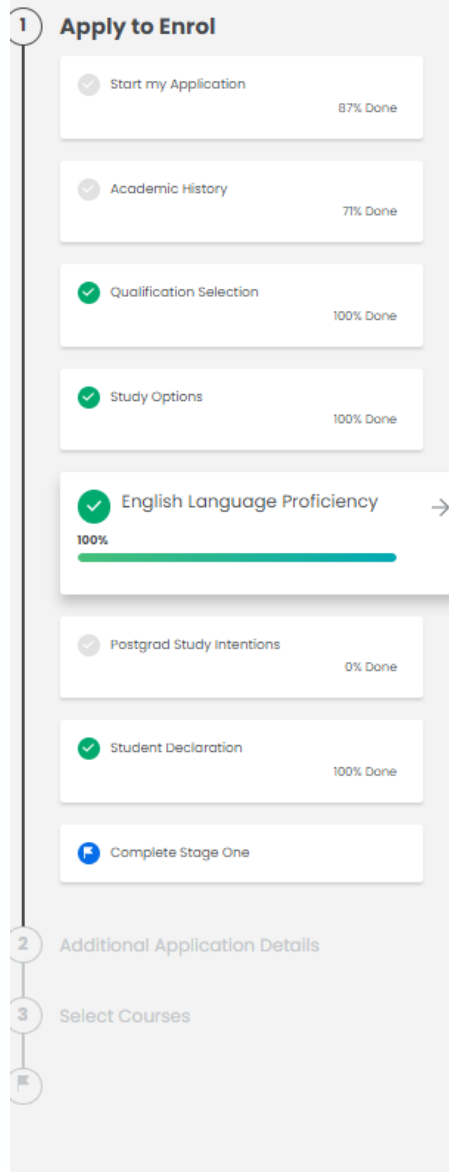 1 Apply to Enrol
Start my Application
87% Done
Academic History
71% Done
Qualification Selection
100% Done
Study Options
100% Done
English Language Proficiency
100%
Postgrad Study Intentions
0% Done
Student Declaration
100% Done
Complete Stage One
2 Additional Application Details
3 Select Courses